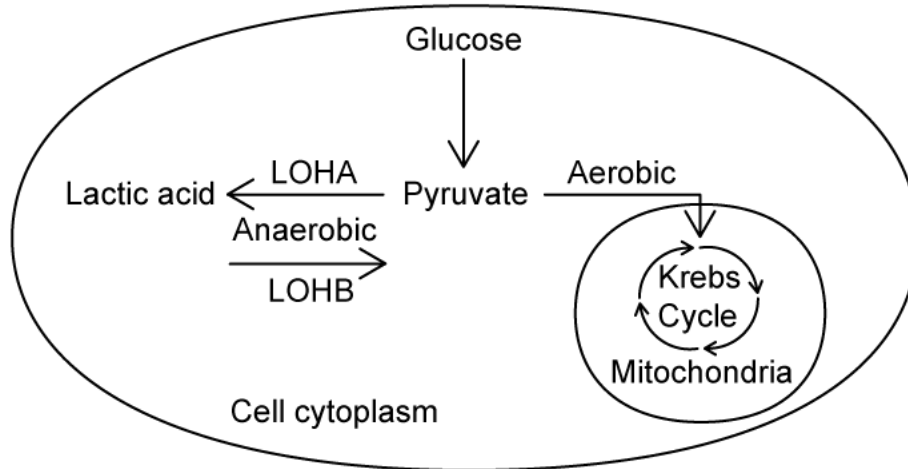 Glucose
LOHA
Aerobic
Lactic acid
Pyruvate
Anaerobic
LOHB
Krebs
Cycle
Mitochondria
Cell cytoplasm